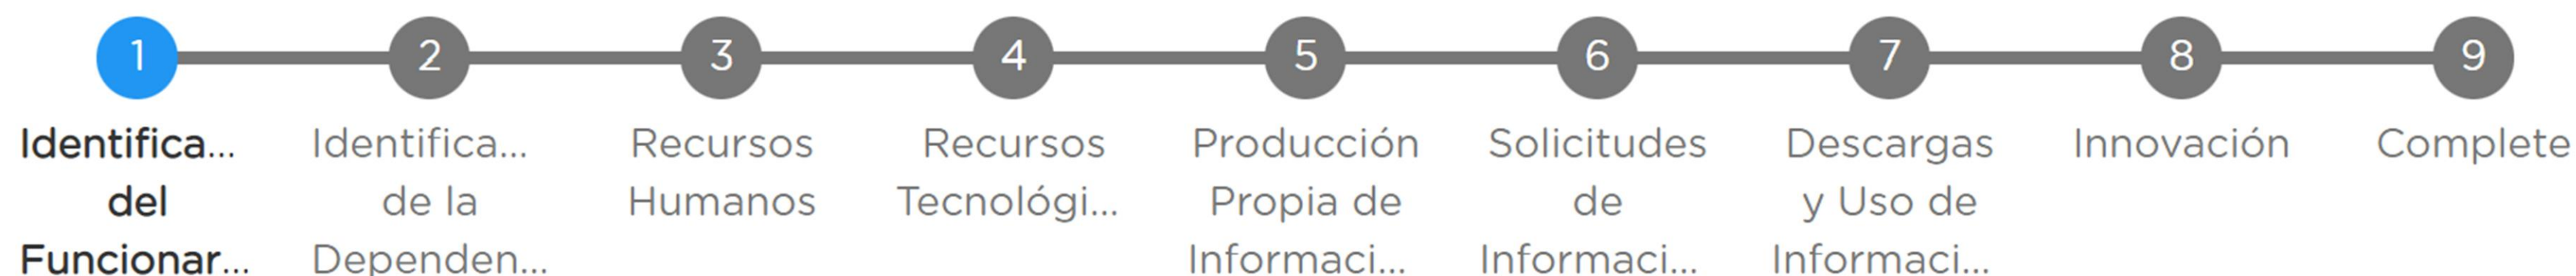 1 2 3 4 5 6 7 8 9
Identifica... del Funcionar...
Identifica... de la Dependen...
Recursos Humanos
Recursos Tecnológi...
Producción Propia de Informaci...
Solicitudes de Informaci...
Descargas y Uso de Informaci...
Innovación
Complete